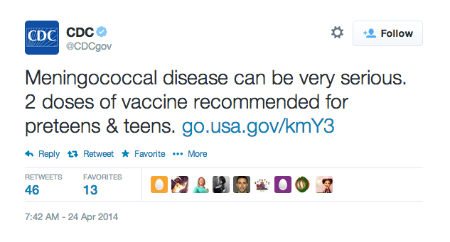 CDC
CDC
@CDCgov
Follow
Meningococcal disease can be very serious.
2 doses of vaccine recommended for
preteens & teens. go.usa.gov/kmY3
Reply Retweet Favorite ••• More
RETWEETS FAVORITES
46 13
7:42 AM - 24 Apr 2014